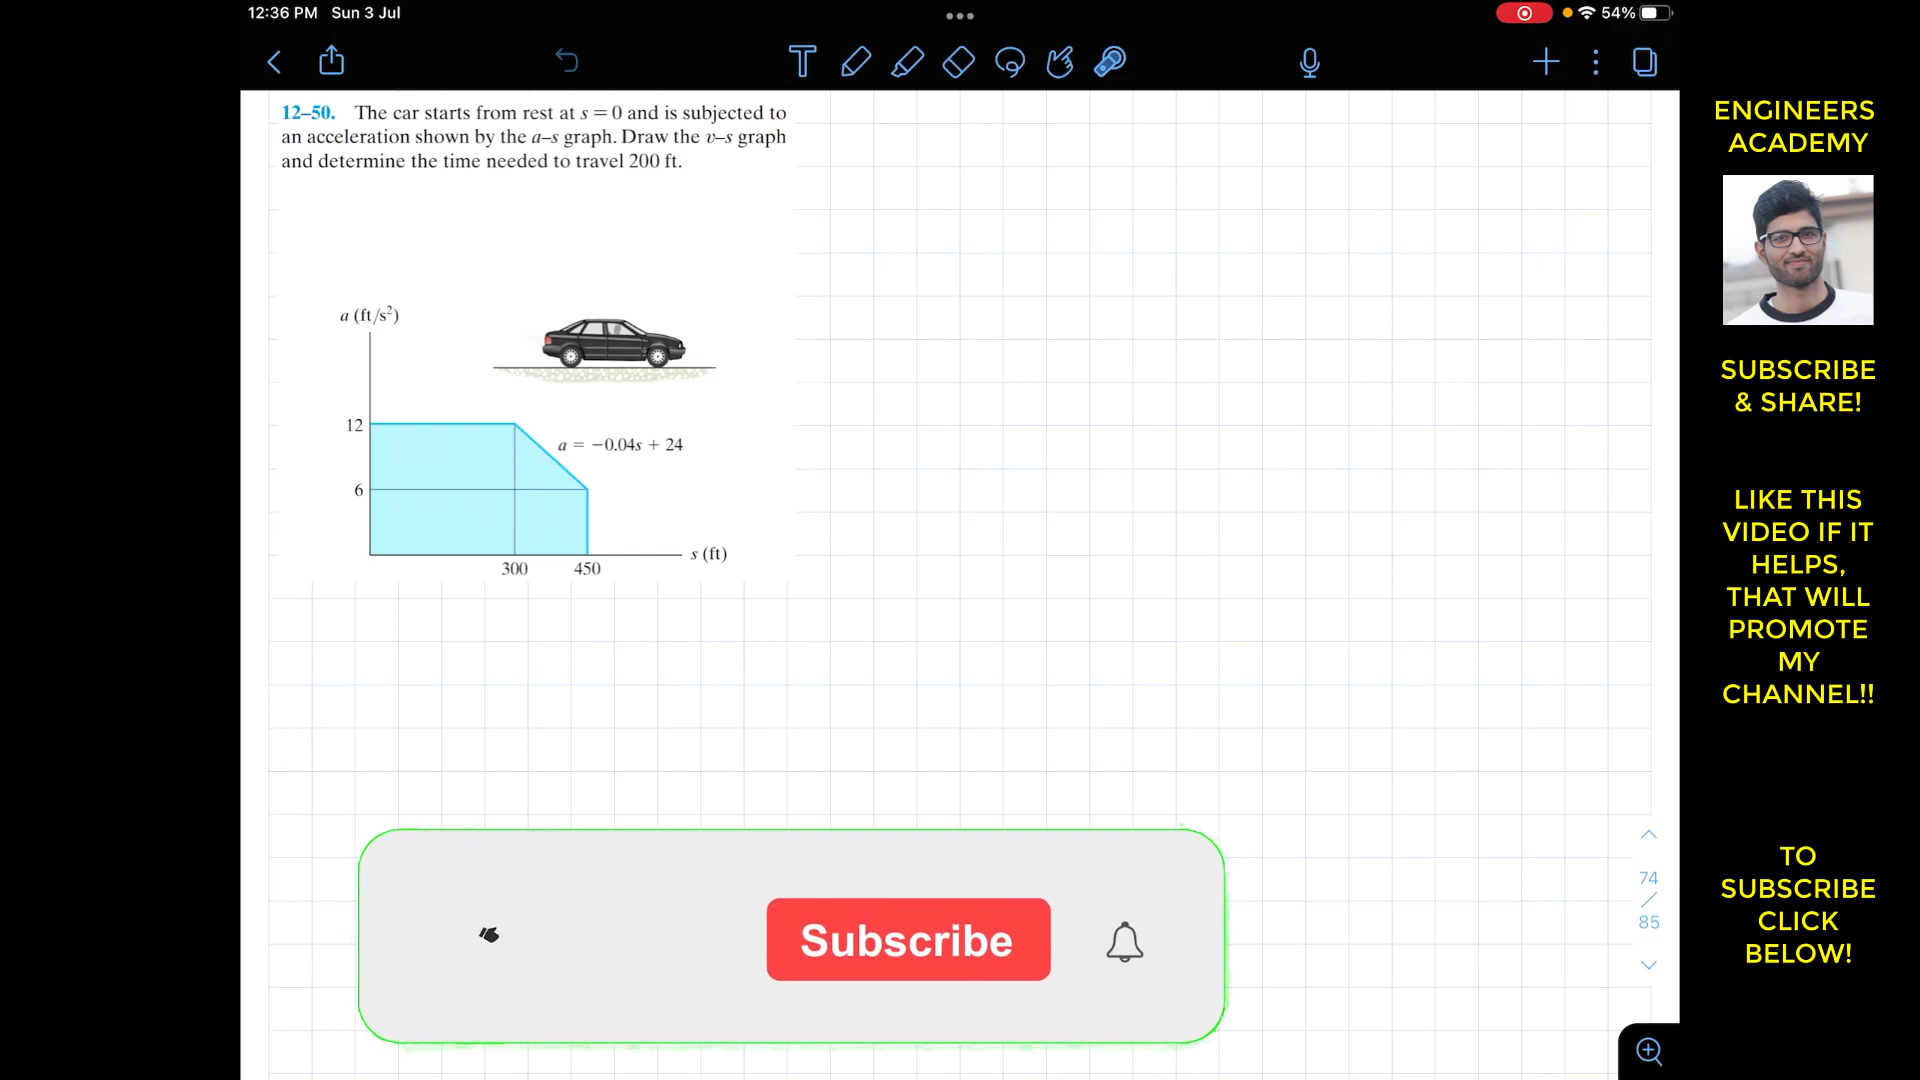 12:36 PM Sun 3 Jul
54%
12–50. The car starts from rest at s = 0 and is subjected to
an acceleration shown by the a–s graph. Draw the v–s graph
and determine the time needed to travel 200 ft.
a (ft/s²)
12
a = −0.04s + 24
6
s (ft)
300 450
Subscribe
74
85
ENGINEERS
ACADEMY
SUBSCRIBE
& SHARE!
LIKE THIS
VIDEO IF IT
HELPS,
THAT WILL
PROMOTE
MY
CHANNEL!!
TO
SUBSCRIBE
CLICK
BELOW!